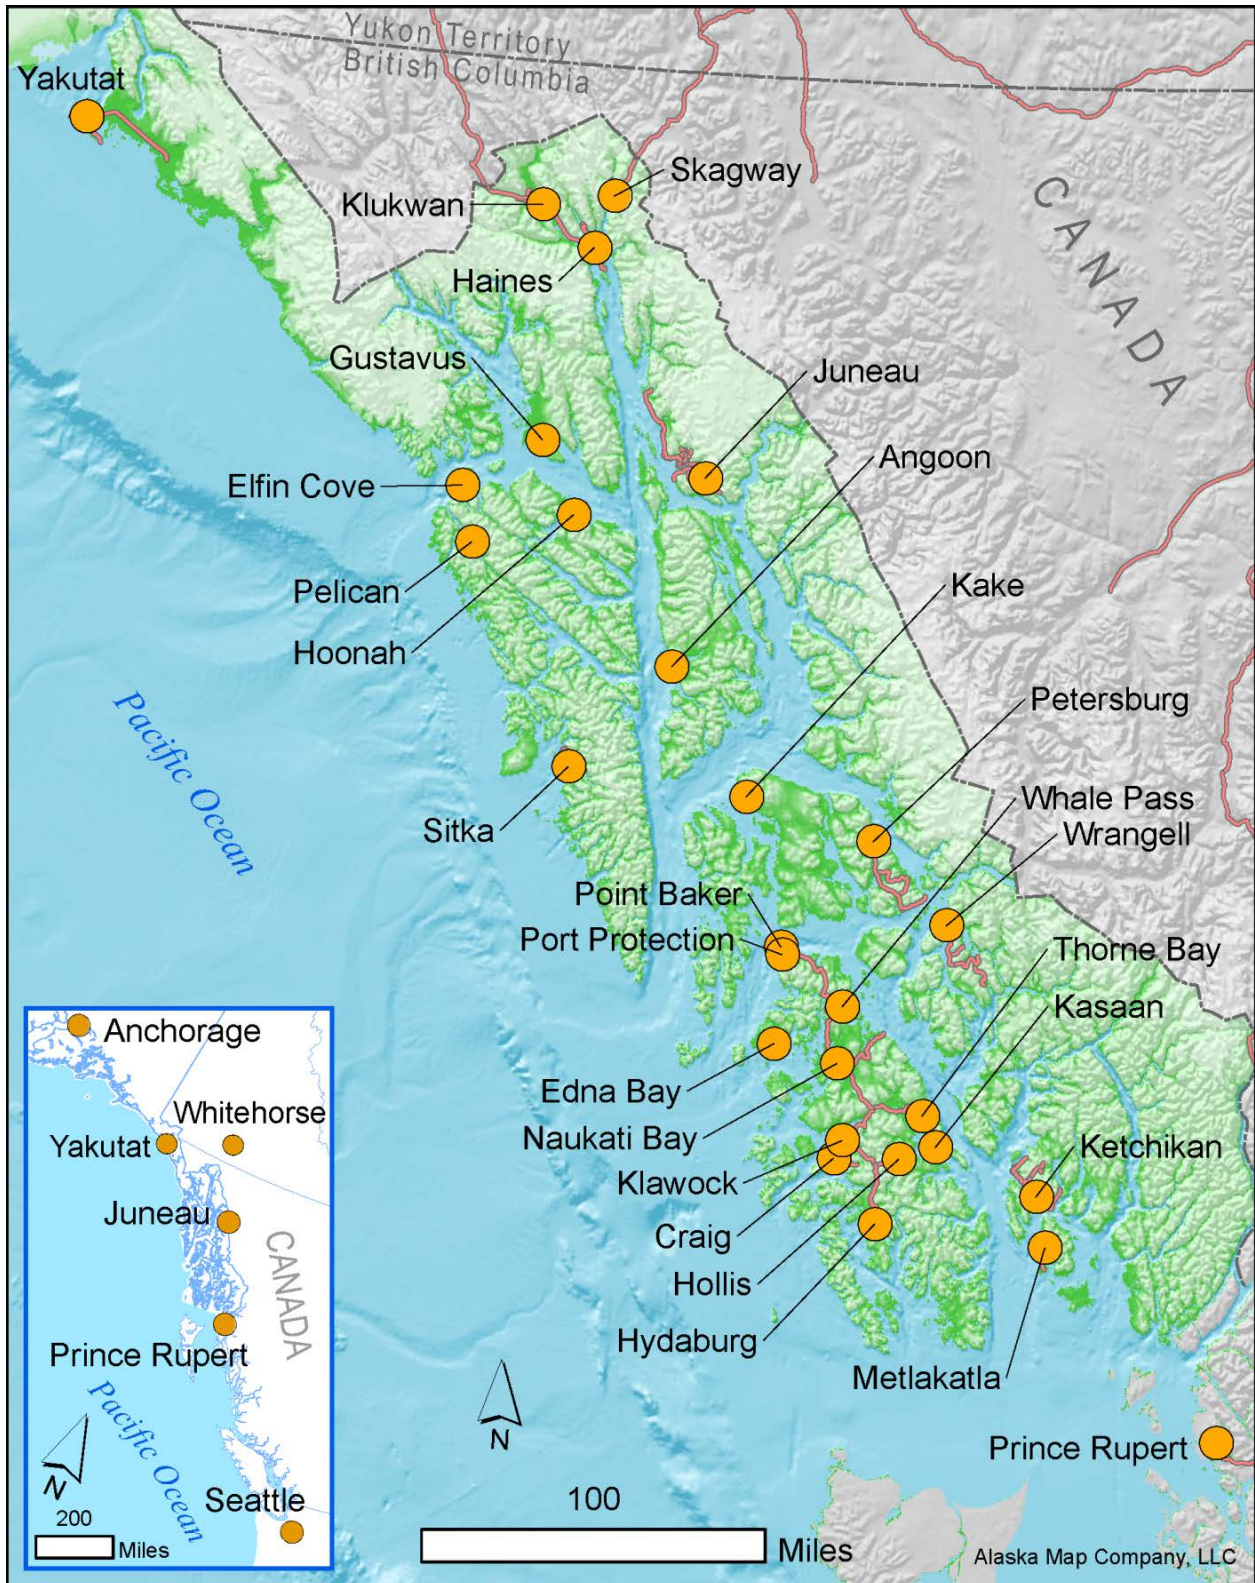 Yukon Territory
British Columbia
Yakutat
Skagway
Klukwan
CANADA
Haines
Gustavus
Juneau
Angoon
Elfin Cove
Kake
Pelican
Hoonah
Petersburg
Pacific Ocean
Whale Pass
Sitka
Wrangell
Point Baker
Port Protection
Thorne Bay
Kasaan
Edna Bay
Naukati Bay
Ketchikan
Klawock
Craig
Hollis
Hydaburg
Metlakatla
Prince Rupert
N
100
Miles
Alaska Map Company, LLC
Anchorage
Whitehorse
Yakutat
Juneau
CANADA
Prince Rupert
Pacific Ocean
N
Seattle
200
Miles